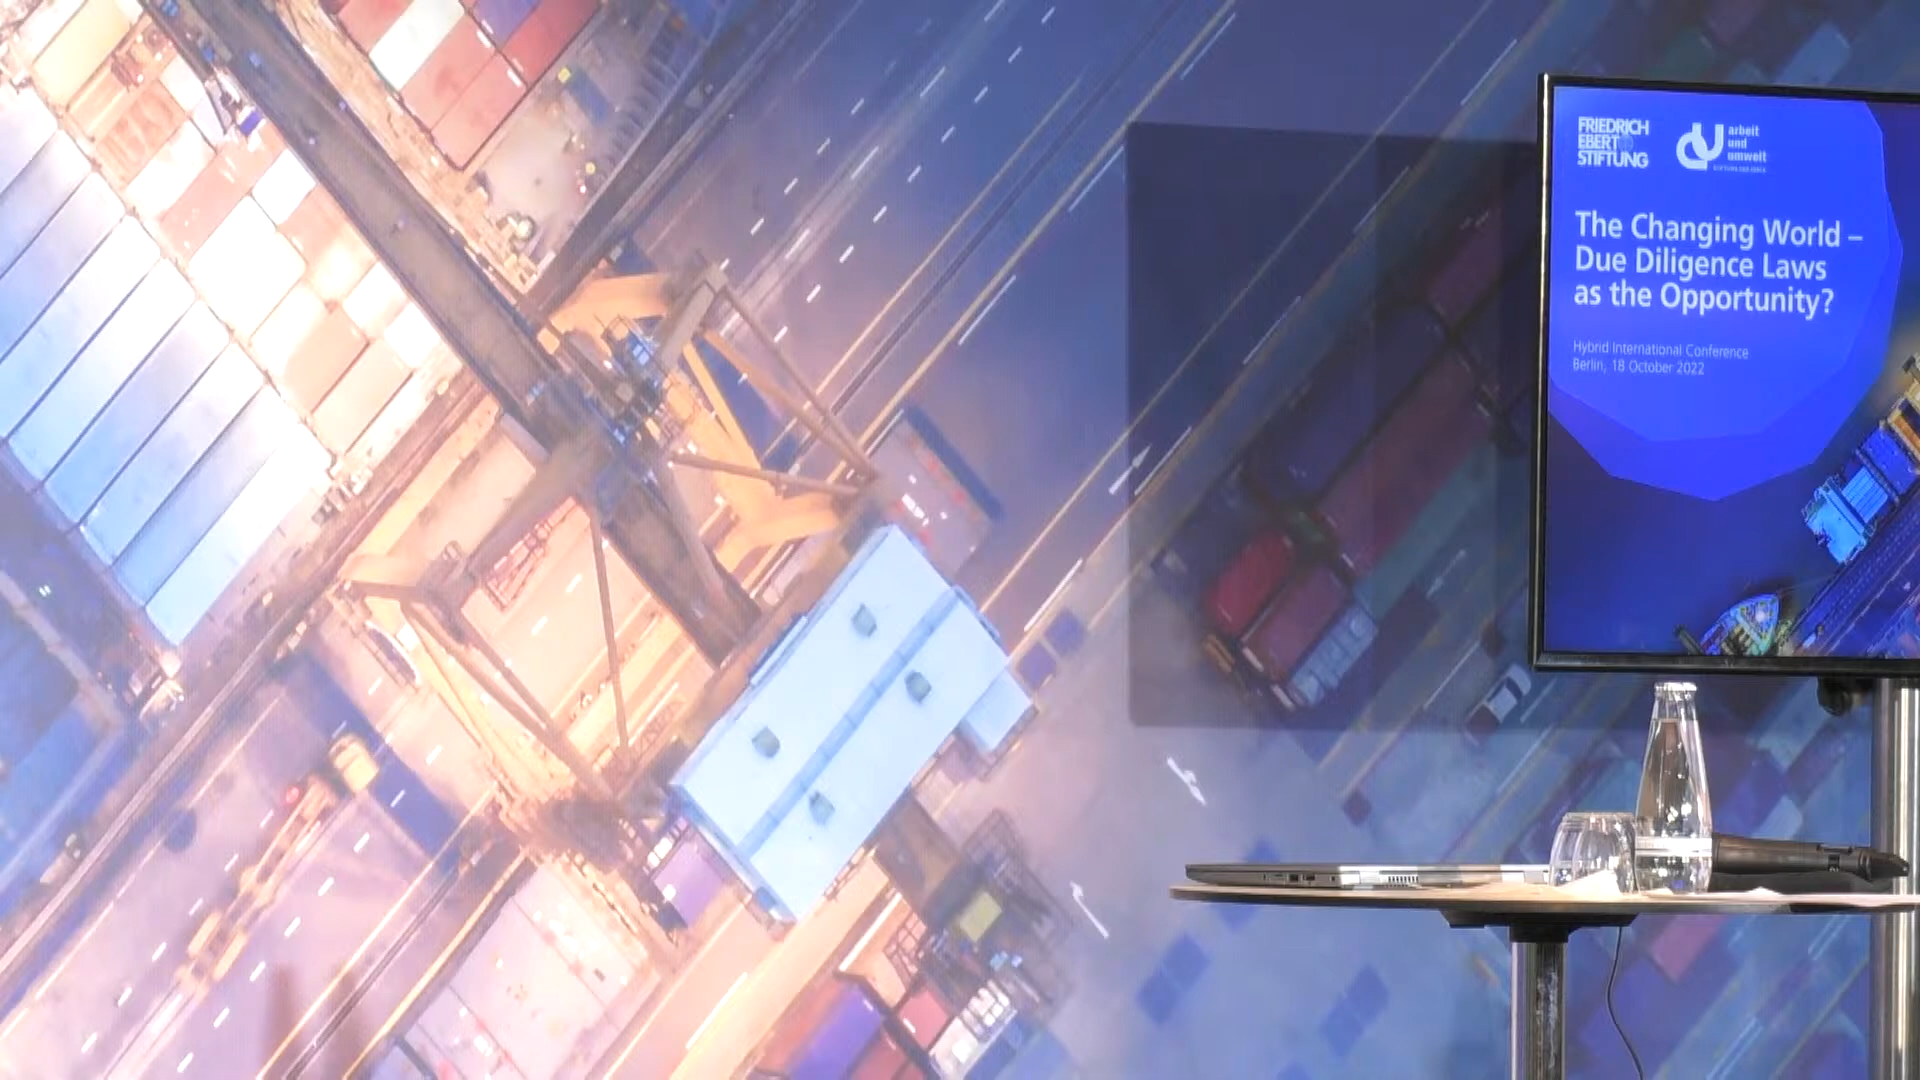 FRIEDRICH
EBERT
STIFTUNG
arbeit
und
umwelt
The Changing World –
Due Diligence Laws
as the Opportunity?
Hybrid International Conference
Berlin, 18 October 2022